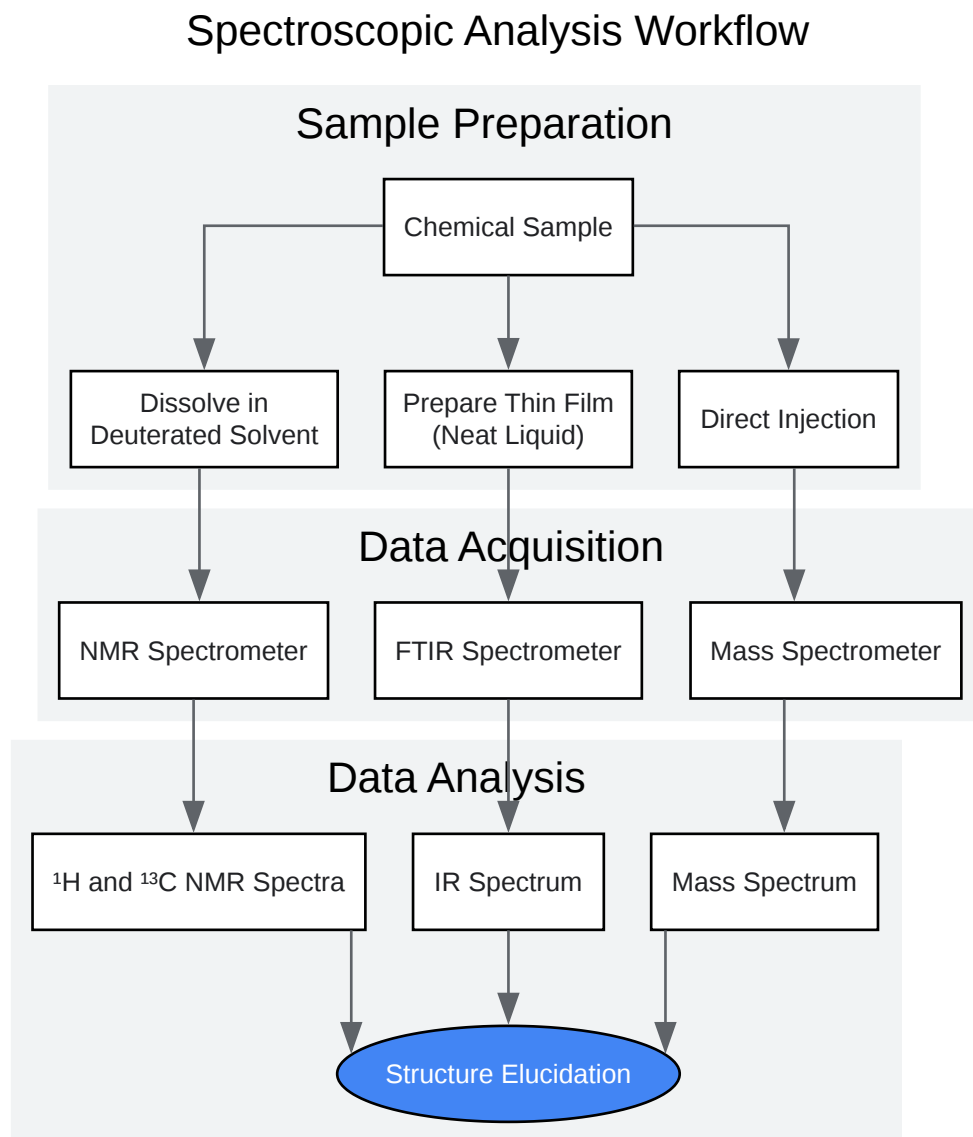 Spectroscopic Analysis Workflow
Sample Preparation
Chemical Sample
Dissolve in
Deuterated Solvent
Prepare Thin Film
(Neat Liquid)
Direct Injection
Data Acquisition
NMR Spectrometer
FTIR Spectrometer
Mass Spectrometer
Data Analysis
¹H and ¹³C NMR Spectra
IR Spectrum
Mass Spectrum
Structure Elucidation